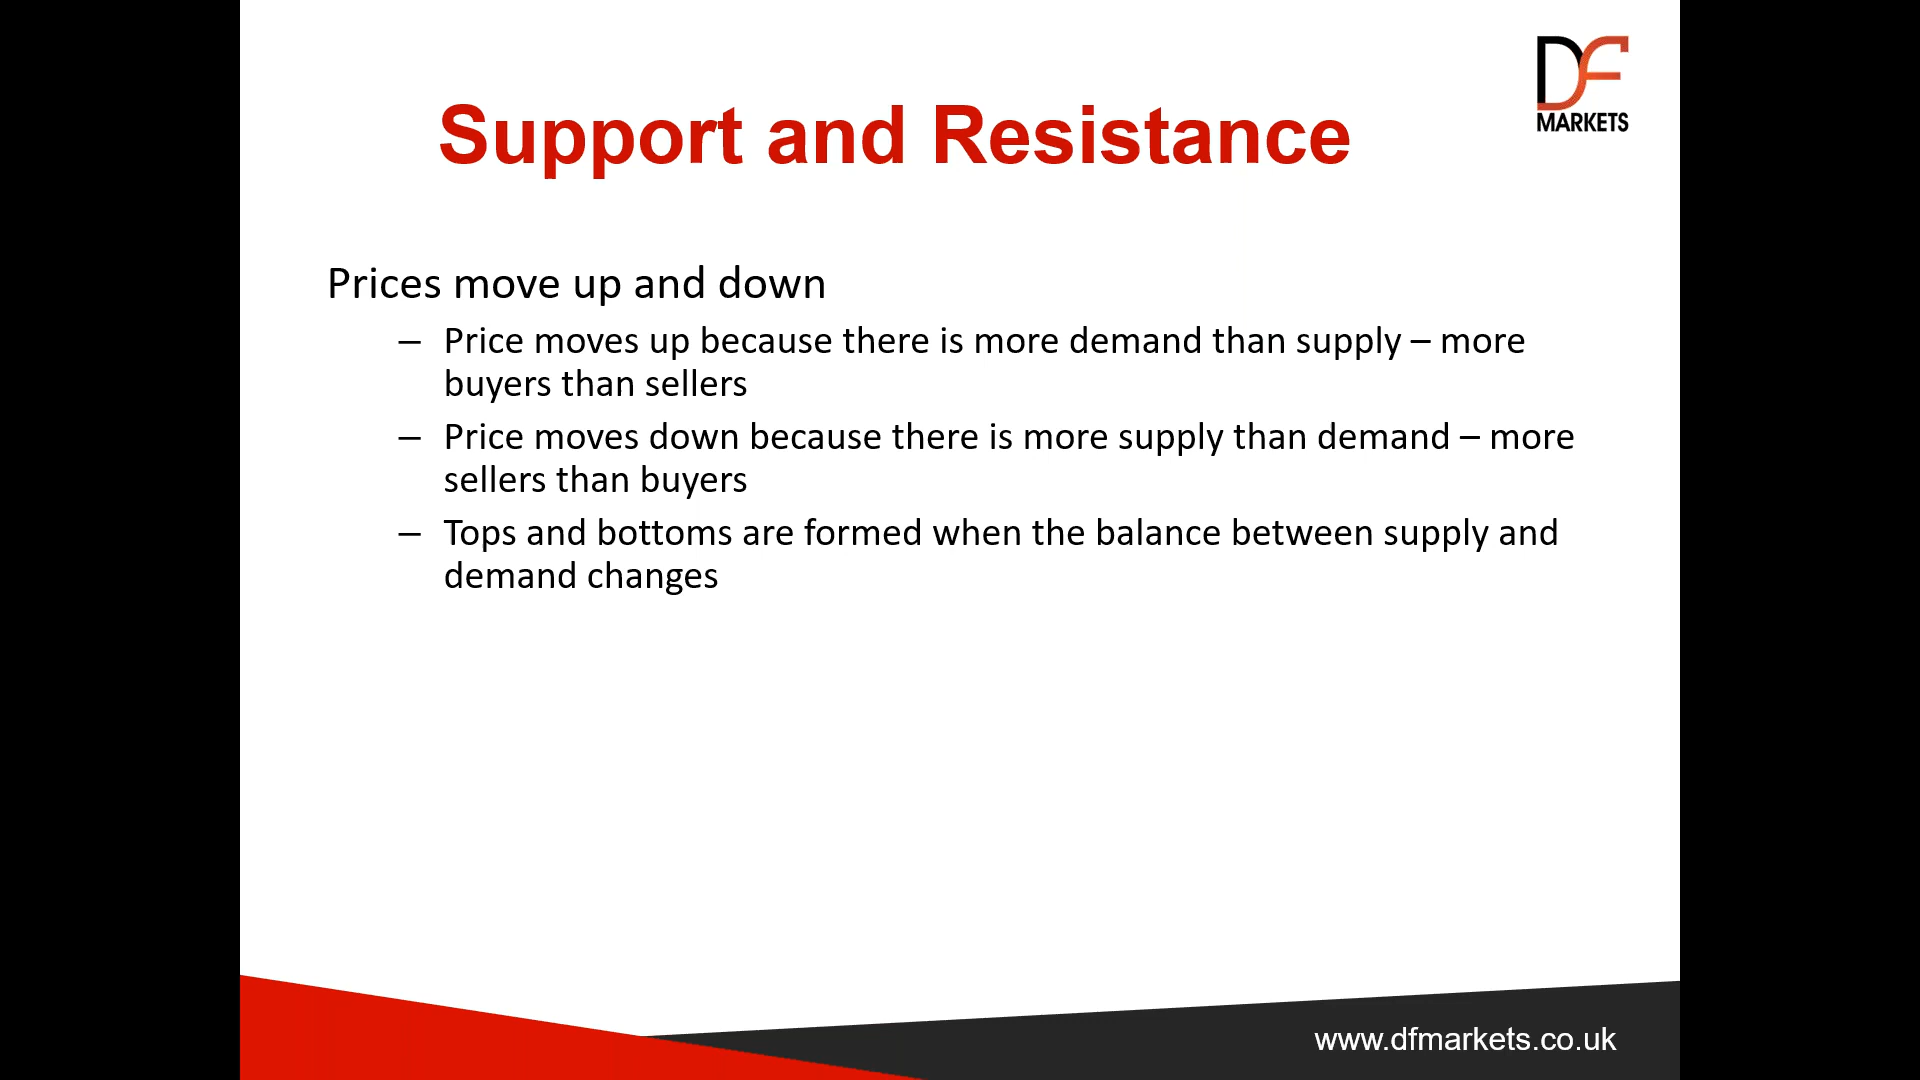 DF
MARKETS
Support and Resistance
Prices move up and down
– Price moves up because there is more demand than supply – more
buyers than sellers
– Price moves down because there is more supply than demand – more
sellers than buyers
– Tops and bottoms are formed when the balance between supply and
demand changes
www.dfmarkets.co.uk